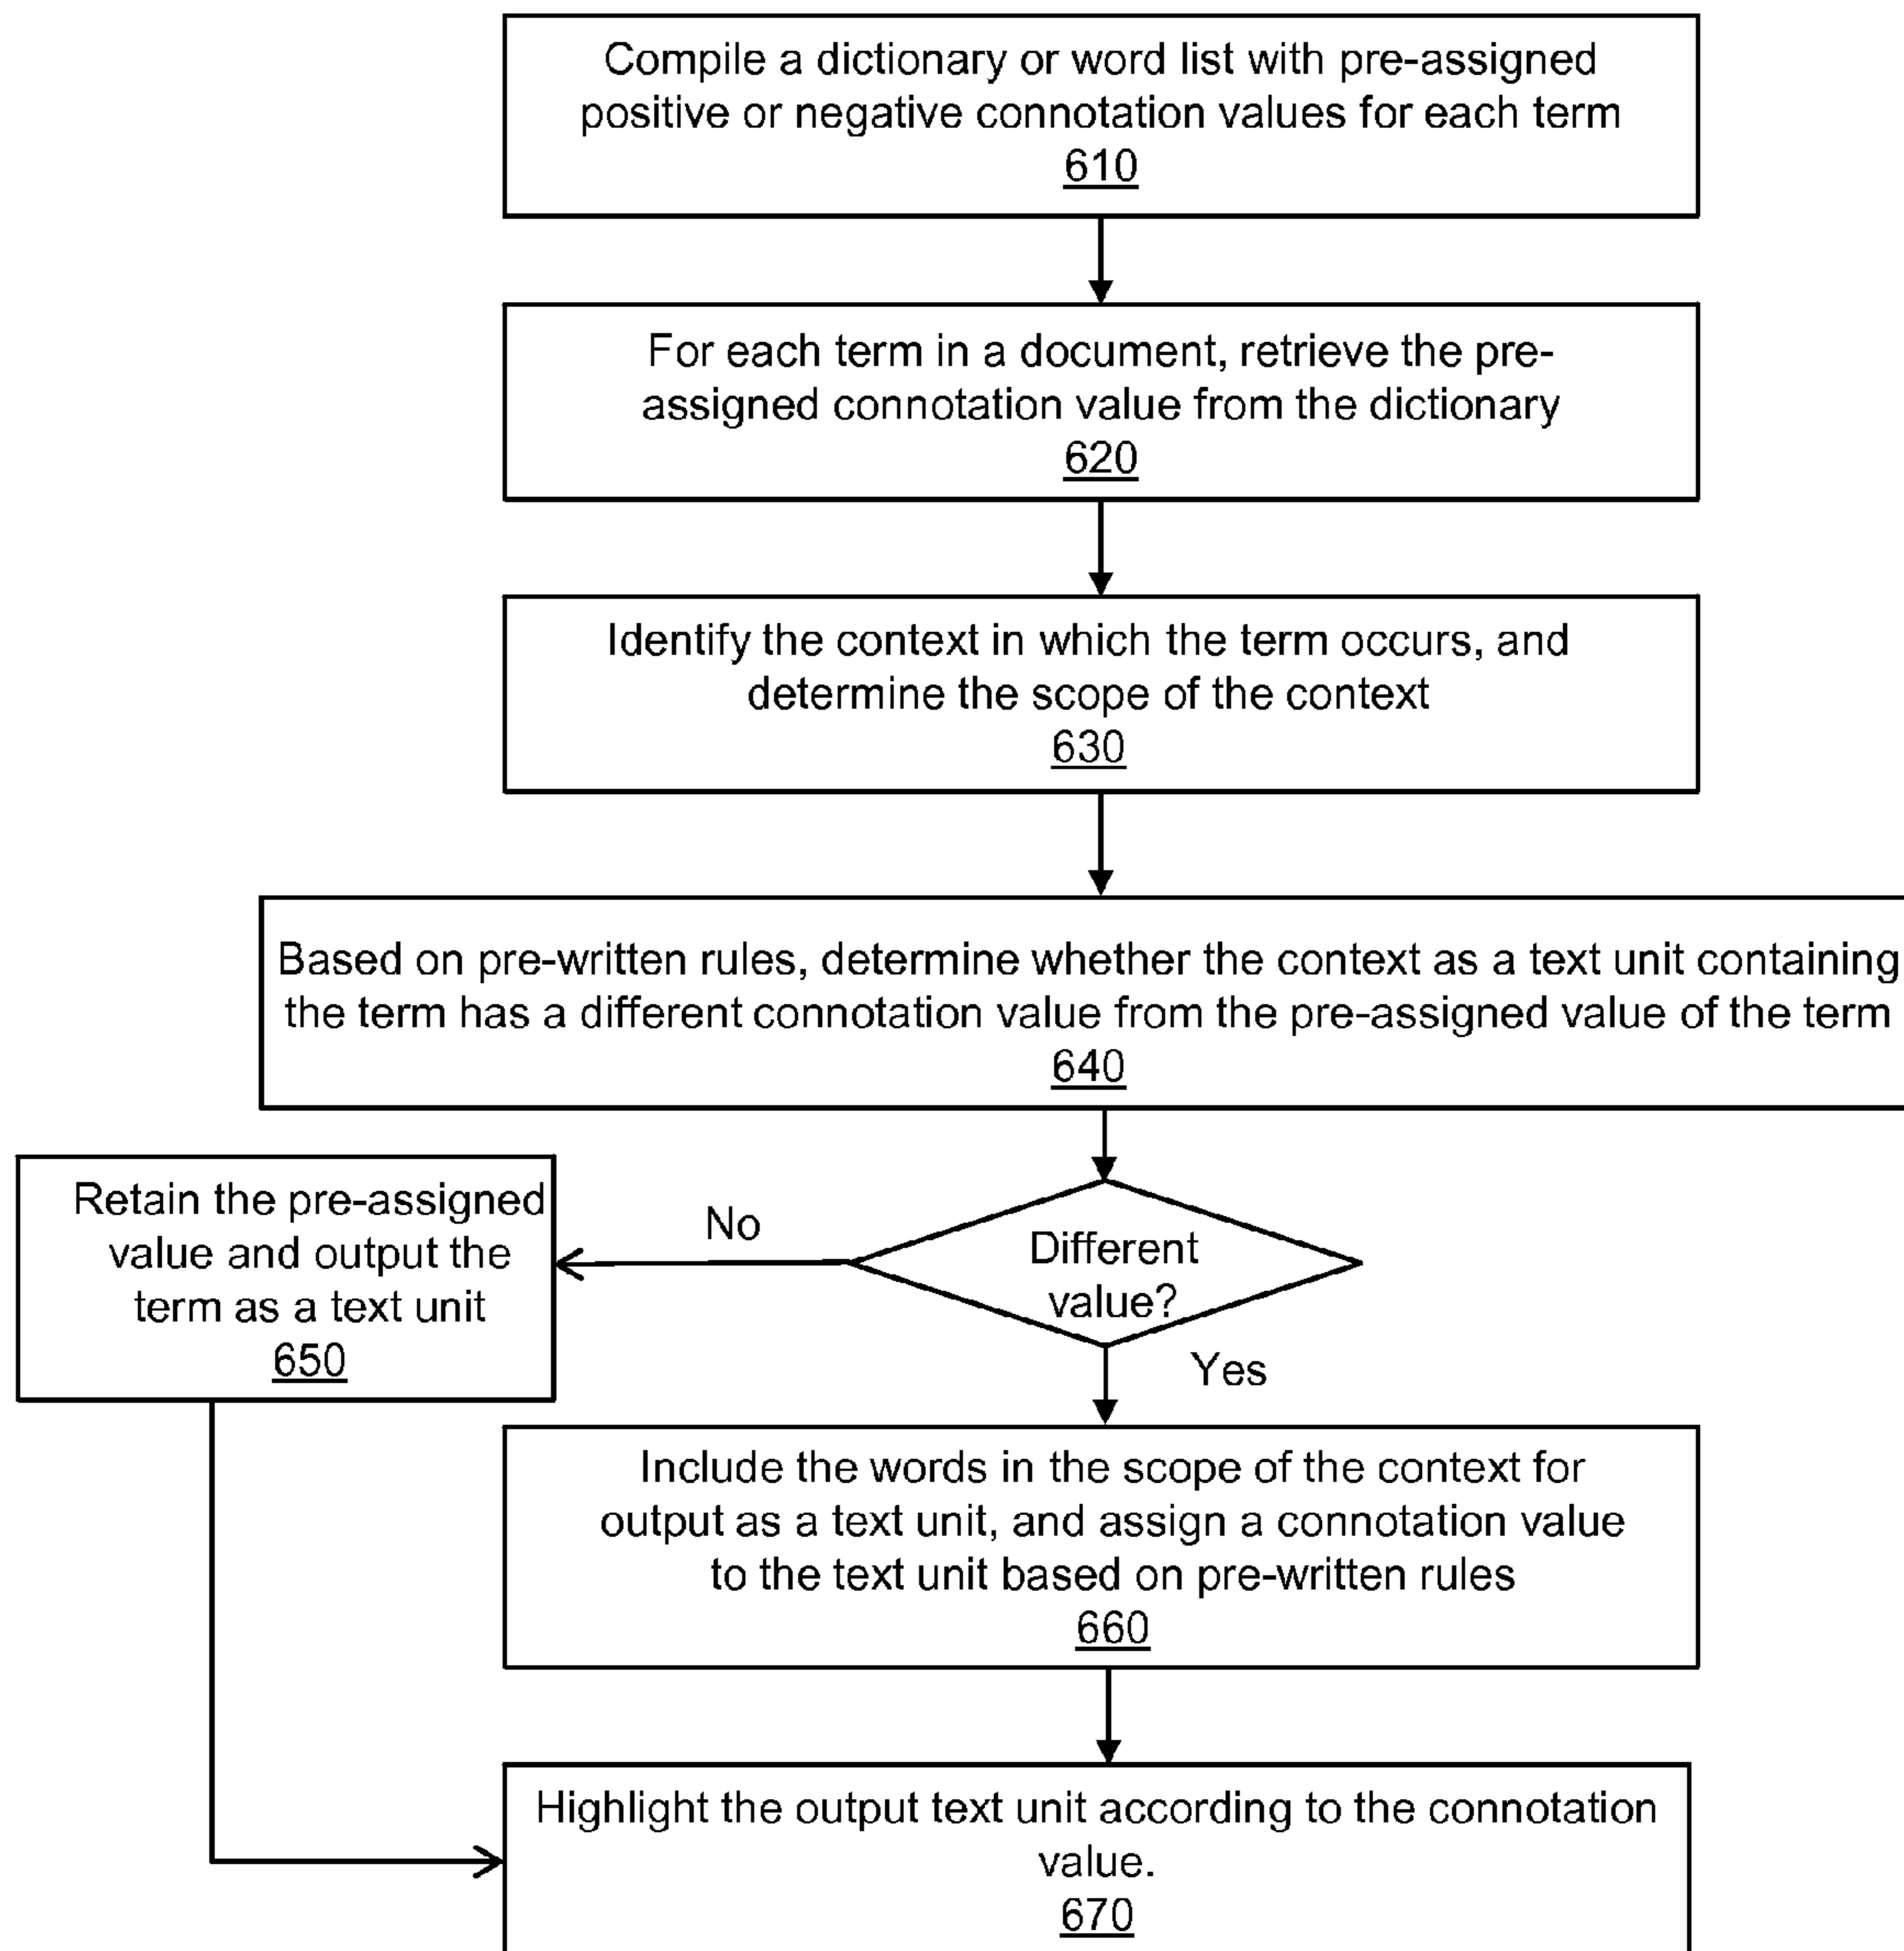 Compile a dictionary or word list with pre-assigned
positive or negative connotation values for each term
610
For each term in a document, retrieve the pre-
assigned connotation value from the dictionary
620
Identify the context in which the term occurs, and
determine the scope of the context
630
Based on pre-written rules, determine whether the context as a text unit containing
the term has a different connotation value from the pre-assigned value of the term
640
Different
value?
No
Retain the pre-assigned
value and output the
term as a text unit
650
Yes
Include the words in the scope of the context for
output as a text unit, and assign a connotation value
to the text unit based on pre-written rules
660
Highlight the output text unit according to the connotation
value.
670